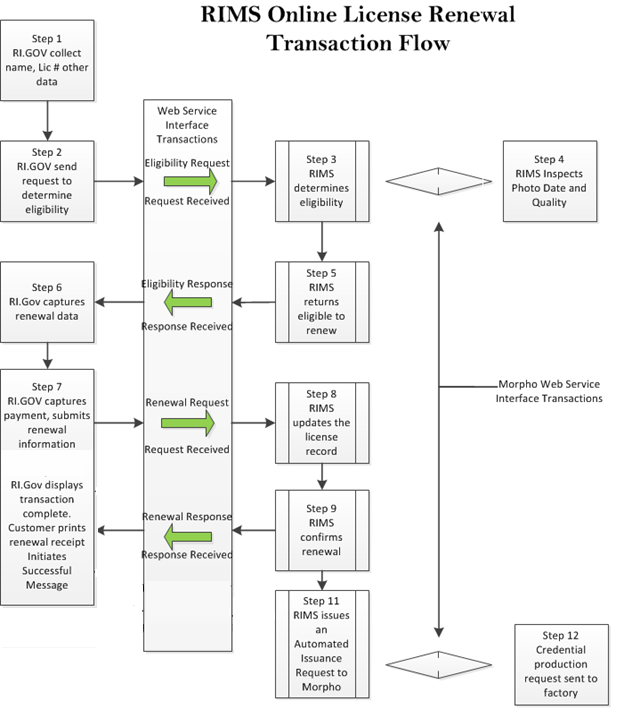 RIMS Online License Renewal
Transaction Flow
Step 1
RI.GOV collect
name, Lic # other
data
Web Service
Interface
Transactions
Step 2
RI.GOV send
request to
determine
eligibility
Eligibility Request
Request Received
Step 3
RIMS
determines
eligibility
Step 4
RIMS Inspects
Photo Date and
Quality
Step 6
RI.Gov captures
renewal data
Eligibility Response
Response Received
Step 5
RIMS
returns
eligible to
renew
Step 7
RI.GOV captures
payment, submits
renewal
information
Renewal Request
Request Received
Step 8
RIMS
updates the
license
record
Morpho Web Service
Interface Transactions
RI.Gov displays
transaction
complete.
Customer prints
renewal receipt
Initiates
Successful
Message
Renewal Response
Response Received
Step 9
RIMS
confirms
renewal
Step 11
RIMS issues
an
Automated
Issuance
Request to
Morpho
Step 12
Credential
production
request sent to
factory